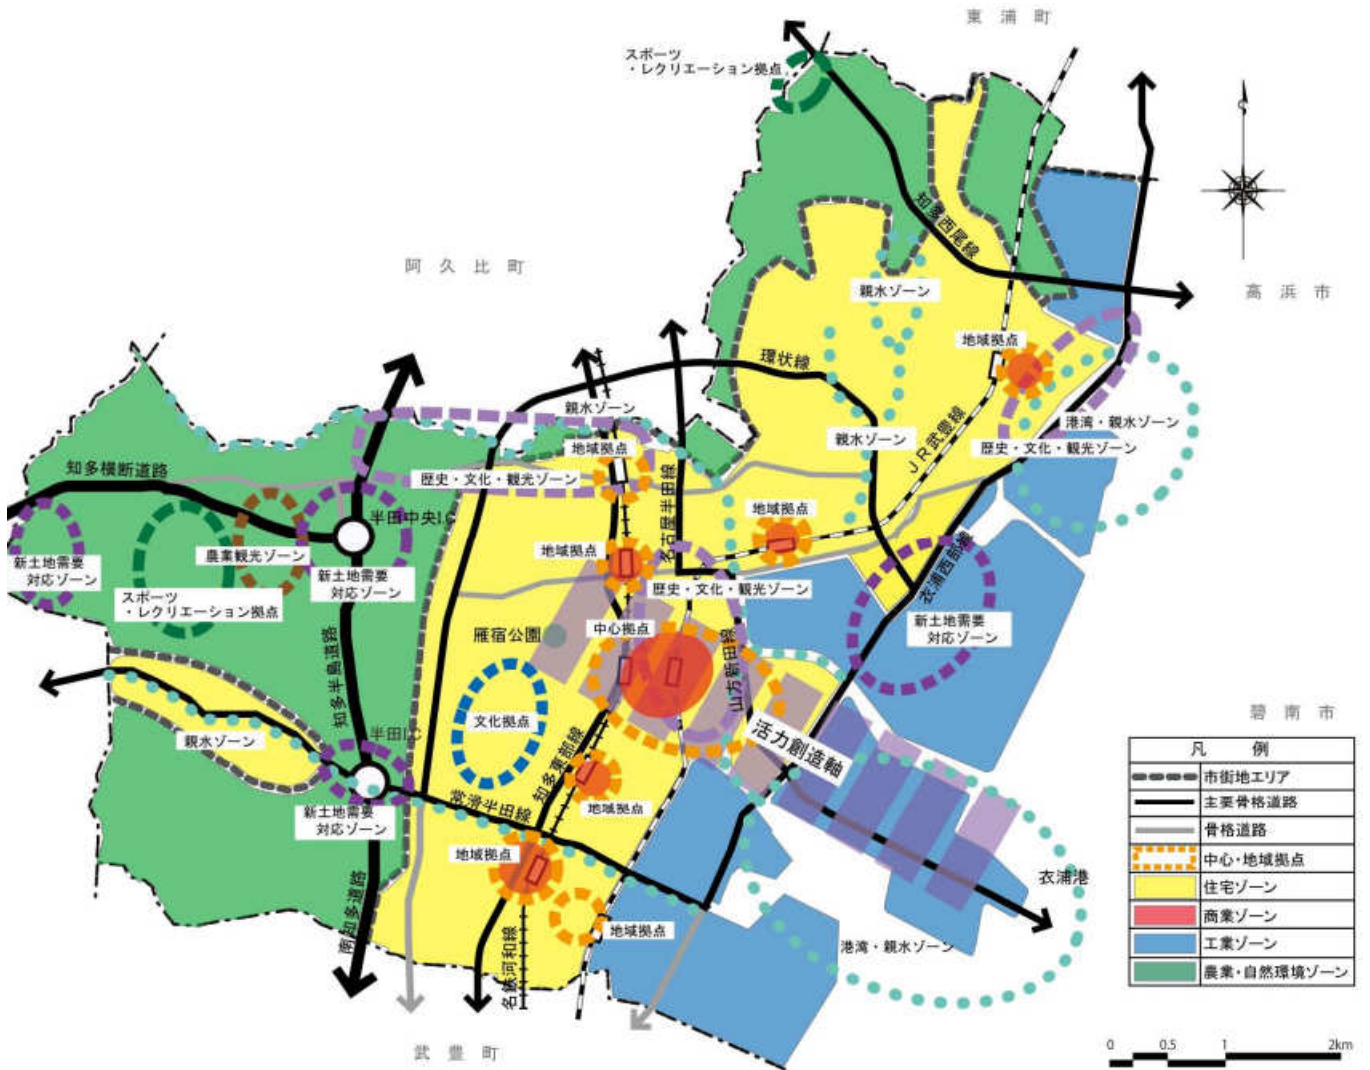 東浦町
スポーツ
・レクリエーション拠点
知多西尾線
阿久比町
親水ゾーン
高浜市
環状線
地域拠点
親水ゾーン
港湾・親水ゾーン
地域拠点
親水ゾーン
JR武豊線
歴史・文化・観光ゾーン
知多横断道路
歴史・文化・観光ゾーン
名古屋半田線
地域拠点
半田中央I.C
農業観光ゾーン
地域拠点
新土地需要
対応ゾーン
新土地需要
対応ゾーン
歴史・文化・観光ゾーン
衣浦西部線
スポーツ
・レクリエーション拠点
雁宿公園
中心拠点
新土地需要
対応ゾーン
知多半島道路
山方新田線
文化拠点
半田I.C
親水ゾーン
活力創造軸
碧南市
知多東部線
常滑半田線
地域拠点
新土地需要
対応ゾーン
地域拠点
衣浦港
南知多道路
地域拠点
港湾・親水ゾーン
名鉄河和線
武豊町
凡例
市街地エリア
主要骨格道路
骨格道路
中心・地域拠点
住宅ゾーン
商業ゾーン
工業ゾーン
農業・自然環境ゾーン
0 0.5 1 2km